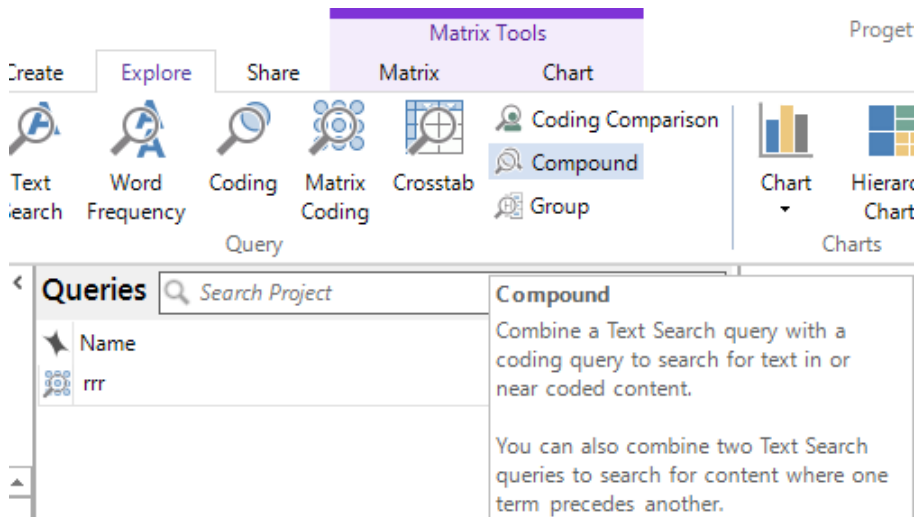 Matrix Tools
Proget
Create Explore Share Matrix Chart
Text Search
Word Frequency
Coding
Matrix Coding
Crosstab
Coding Comparison
Compound
Group
Query
Chart
Hierarc
Chart
Charts
Queries Search Project
Name
rrr
Compound
Combine a Text Search query with a
coding query to search for text in or
near coded content.
You can also combine two Text Search
queries to search for content where one
term precedes another.